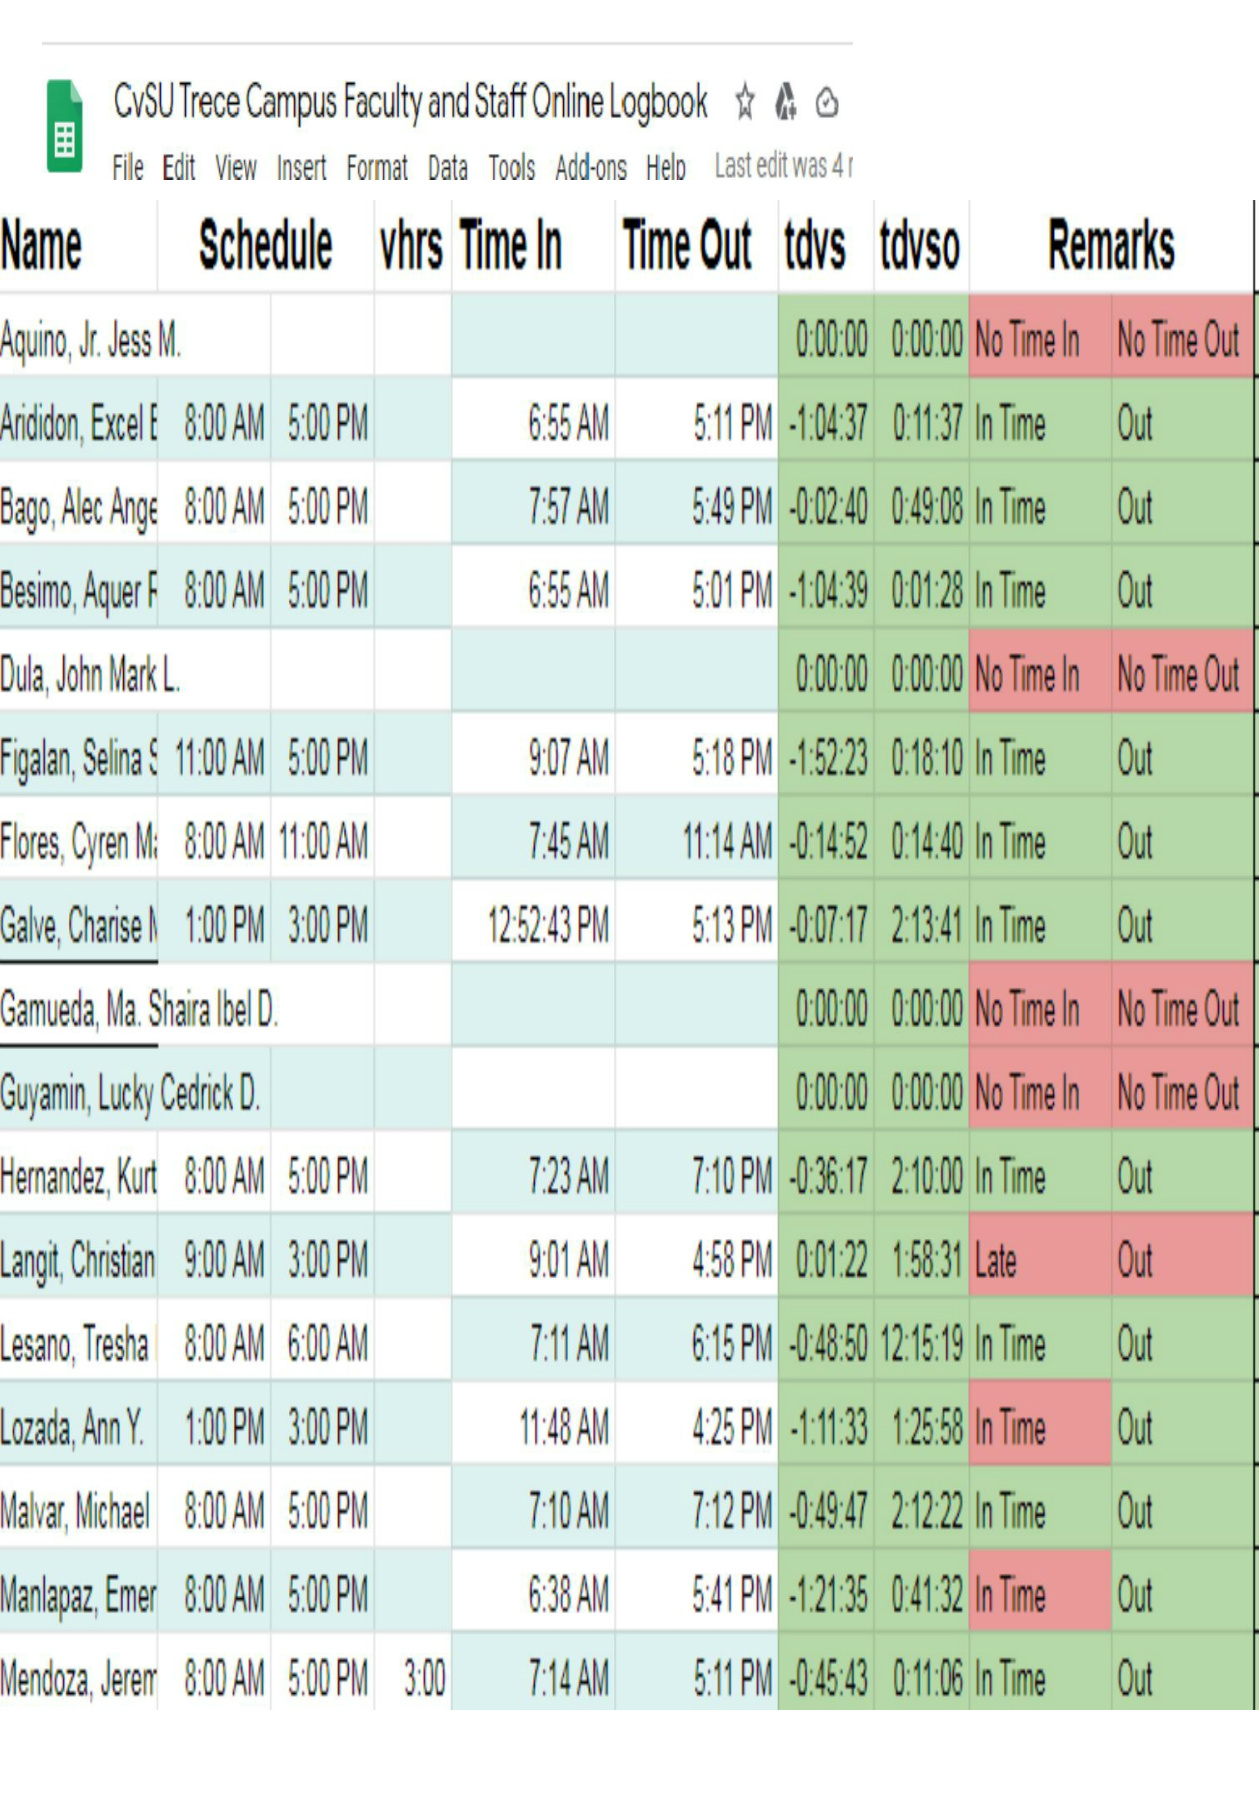 CvSU Trece Campus Faculty and Staff Online Logbook
File Edit View Insert Format Data Tools Add-ons Help Last edit was 4
Name Schedule vhrs Time In Time Out tdvs tdvso Remarks
Aquino, Jr. Jess M. 0:00:00 0:00:00 No Time In No Time Out
Arididon, Excel 8:00 AM 5:00 PM 6:55 AM 5:11 PM -1:04:37 0:11:37 In Time Out
Bago, Alec Ange 8:00 AM 5:00 PM 7:57 AM 5:49 PM -0:02:40 0:49:08 In Time Out
Besimo, Aquer 8:00 AM 5:00 PM 6:55 AM 5:01 PM -1:04:39 0:01:28 In Time Out
Dula, John Mark L. 0:00:00 0:00:00 No Time In No Time Out
Figalan, Selina 11:00 AM 5:00 PM 9:07 AM 5:18 PM -1:52:23 0:18:10 In Time Out
Flores, Cyren 8:00 AM 11:00 AM 7:45 AM 11:14 AM -0:14:52 0:14:40 In Time Out
Galve, Charise 1:00 PM 3:00 PM 12:52:43 PM 5:13 PM -0:07:17 2:13:41 In Time Out
Gamueda, Ma. Shaira Ibel D. 0:00:00 0:00:00 No Time In No Time Out
Guyamin, Lucky Cedrick D. 0:00:00 0:00:00 No Time In No Time Out
Hernandez, Kurt 8:00 AM 5:00 PM 7:23 AM 7:10 PM -0:36:17 2:10:00 In Time Out
Langit, Christian 9:00 AM 3:00 PM 9:01 AM 4:58 PM 0:01:22 1:58:31 Late Out
Lesano, Tresha 8:00 AM 6:00 AM 7:11 AM 6:15 PM -0:48:50 12:15:19 In Time Out
Lozada, Ann Y. 1:00 PM 3:00 PM 11:48 AM 4:25 PM -1:11:33 1:25:58 In Time Out
Malvar, Michael 8:00 AM 5:00 PM 7:10 AM 7:12 PM -0:49:47 2:12:22 In Time Out
Manlapaz, Emer 8:00 AM 5:00 PM 6:38 AM 5:41 PM -1:21:35 0:41:32 In Time Out
Mendoza, Jerem 8:00 AM 5:00 PM 3:00 7:14 AM 5:11 PM -0:45:43 0:11:06 In Time Out